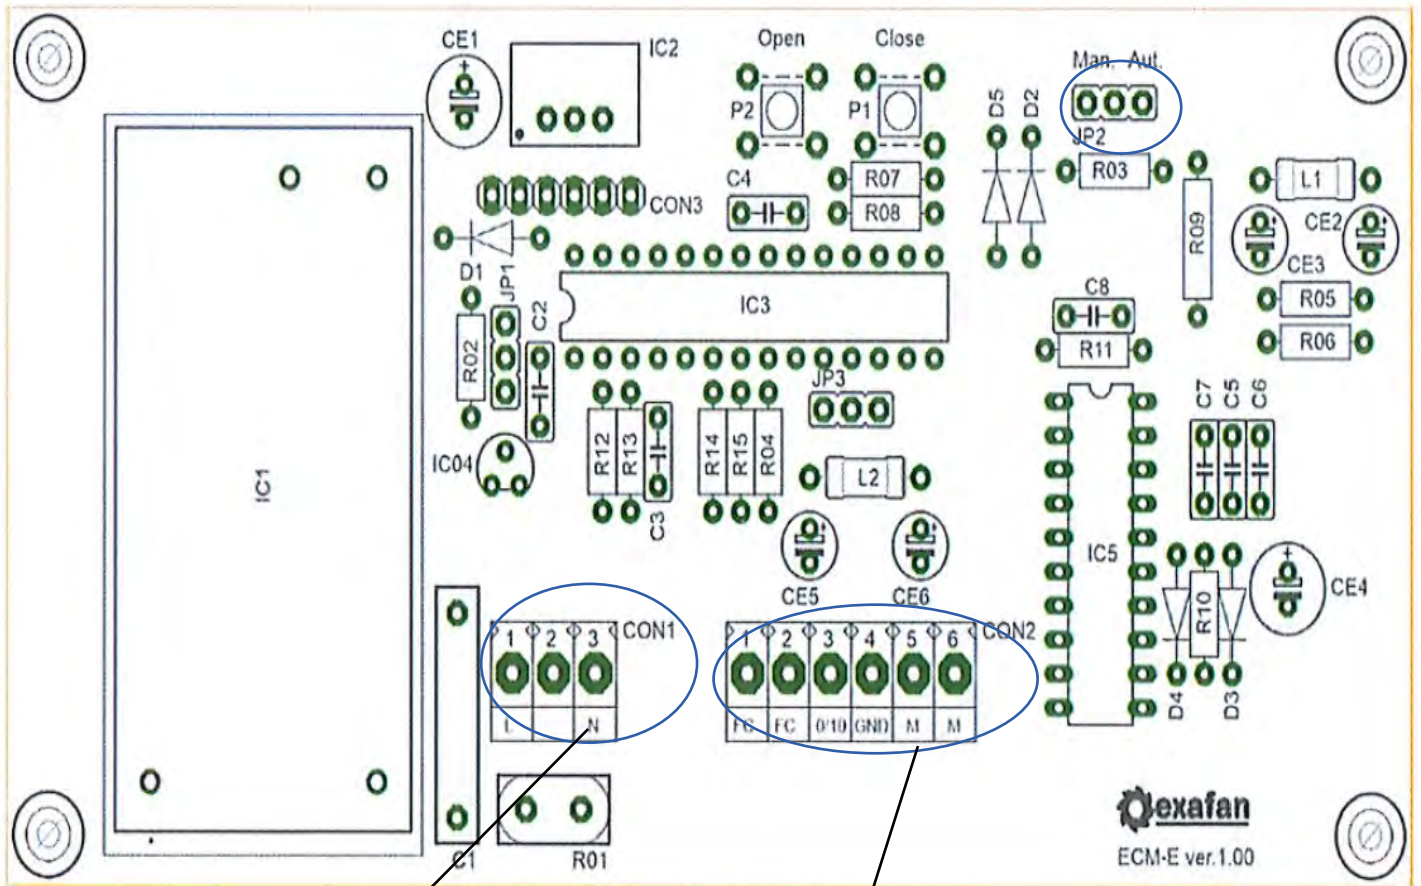 CE1
IC2
Open
Close
Man. Aut.
P2
P1
D5
D2
JP2
R03
L1
C4
R07
R08
CON3
R09
CE2
CE3
D1
JP1
C2
IC3
C8
R05
R02
R11
R06
JP3
C7
C5
C6
IC04
R12
R13
R14
R15
R04
L2
C3
IC1
IC5
CE5
CE6
R10
CE4
D4
D3
1 2 3
CON1
L N
1 2 3 4 5 6
CON2
FC FC 0/10 GND M M
C1
R01
exafan
ECM-E ver.1.00